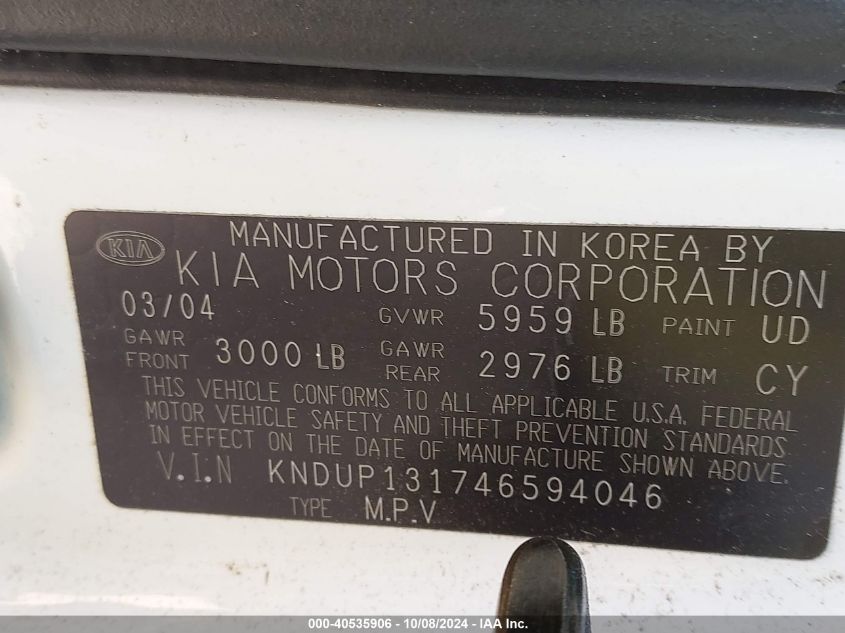 KIA
MANUFACTURED IN KOREA BY
KIA MOTORS CORPORATION
03/04 GVWR 5959 LB PAINT UD
GAWR FRONT 3000 LB GAWR REAR 2976 LB TRIM CY
THIS VEHICLE CONFORMS TO ALL APPLICABLE U.S.A. FEDERAL
MOTOR VEHICLE SAFETY AND THEFT PREVENTION STANDARDS
IN EFFECT ON THE DATE OF MANUFACTURE SHOWN ABOVE.
V.I.N KNDUP131746594046
TYPE M.P.V
000-40535906 - 10/08/2024 - IAA Inc.